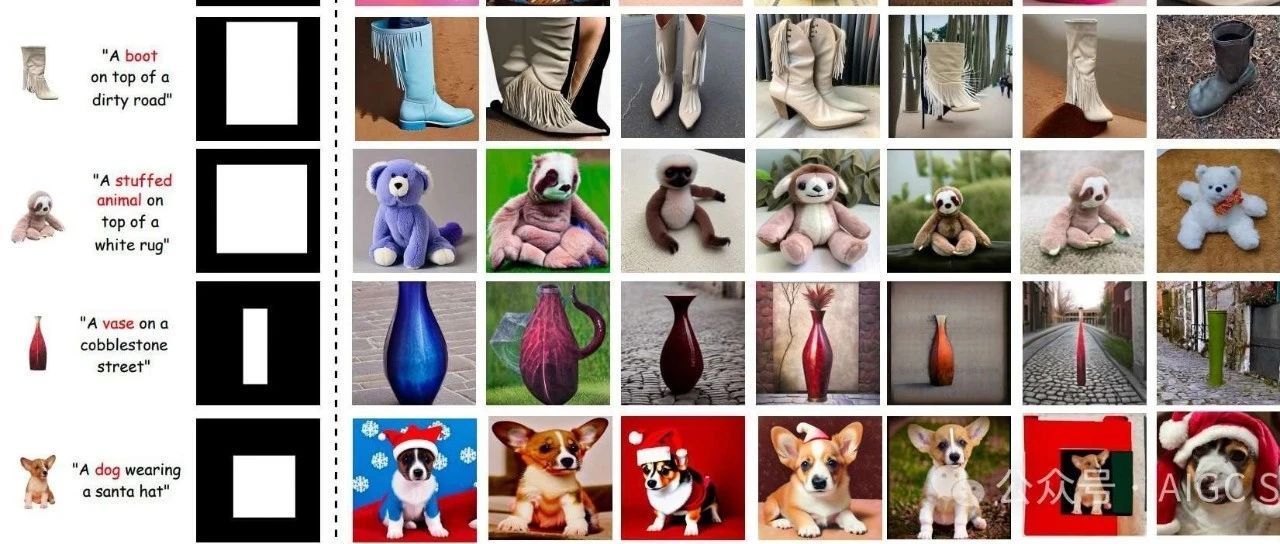 "A boot
on top of a
dirty road"
"A stuffed
animal on
top of a
white rug"
"A vase on a
cobblestone
street"
"A dog wearing
a santa hat"
公众号 · AIGC S